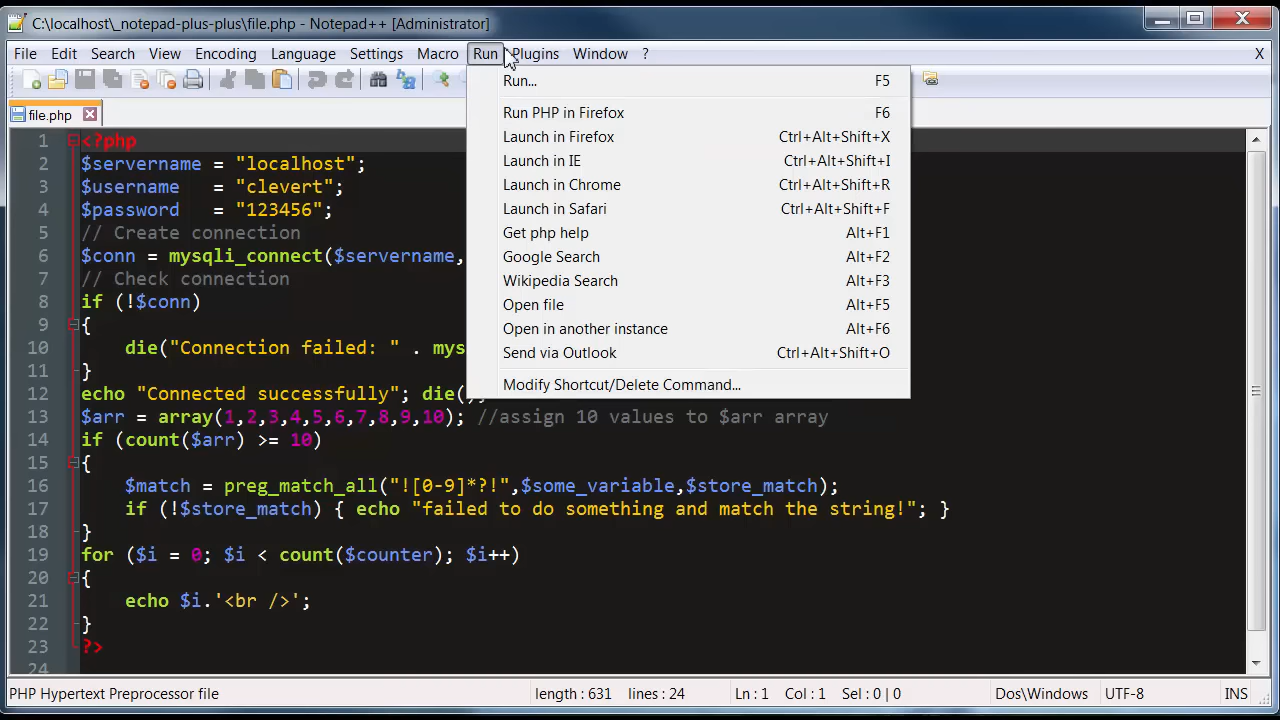 C:\localhost\_notepad-plus-plus\file.php - Notepad++ [Administrator]
File Edit Search View Encoding Language Settings Macro Run Plugins Window ? X
file.php
Run... F5
Run PHP in Firefox F6
Launch in Firefox Ctrl+Alt+Shift+X
Launch in IE Ctrl+Alt+Shift+I
Launch in Chrome Ctrl+Alt+Shift+R
Launch in Safari Ctrl+Alt+Shift+F
Get php help Alt+F1
Google Search Alt+F2
Wikipedia Search Alt+F3
Open file Alt+F5
Open in another instance Alt+F6
Send via Outlook Ctrl+Alt+Shift+O
Modify Shortcut/Delete Command...
1 <?php
2 $servername = "localhost";
3 $username = "clevert";
4 $password = "123456";
5 // Create connection
6 $conn = mysqli_connect($servername,
7 // Check connection
8 if (!$conn)
9 {
10 die("Connection failed: " . mys
11 }
12 echo "Connected successfully"; die();
13 $arr = array(1,2,3,4,5,6,7,8,9,10); //assign 10 values to $arr array
14 if (count($arr) >= 10)
15 {
16 $match = preg_match_all("![0-9]*?!",$some_variable,$store_match);
17 if (!$store_match) { echo "failed to do something and match the string!"; }
18 }
19 for ($i = 0; $i < count($counter); $i++)
20 {
21 echo $i.'<br />';
22 }
23 ?>
24
PHP Hypertext Preprocessor file length : 631 lines : 24 Ln : 1 Col : 1 Sel : 0 | 0 Dos\Windows UTF-8 INS